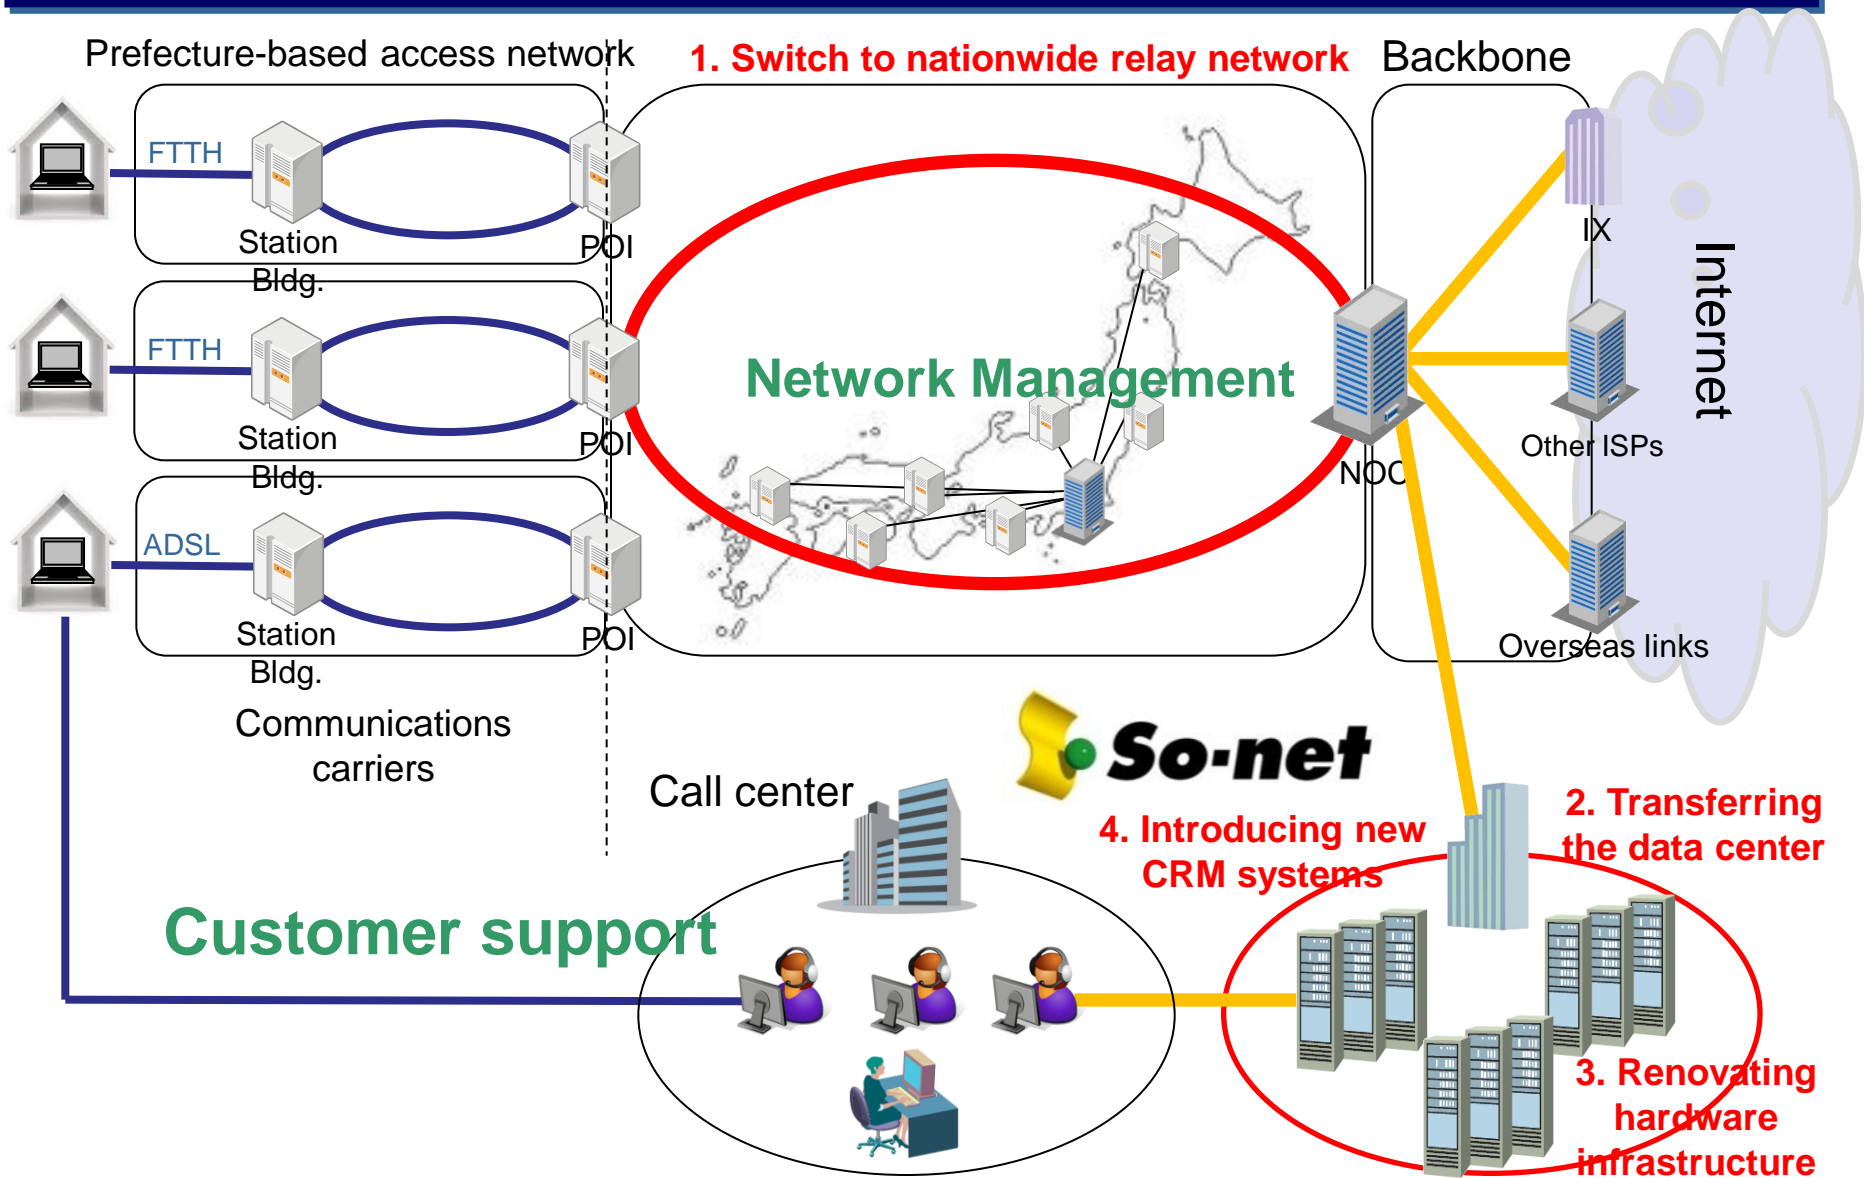 Prefecture-based access network
1. Switch to nationwide relay network
Backbone
FTTH
Station
Bldg.
POI
IX
Internet
FTTH
Station
Bldg.
POI
Network Management
NOC
Other ISPs
ADSL
Station
Bldg.
POI
Overseas links
Communications
carriers
So-net
Call center
4. Introducing new
CRM systems
2. Transferring
the data center
Customer support
3. Renovating
hardware
infrastructure